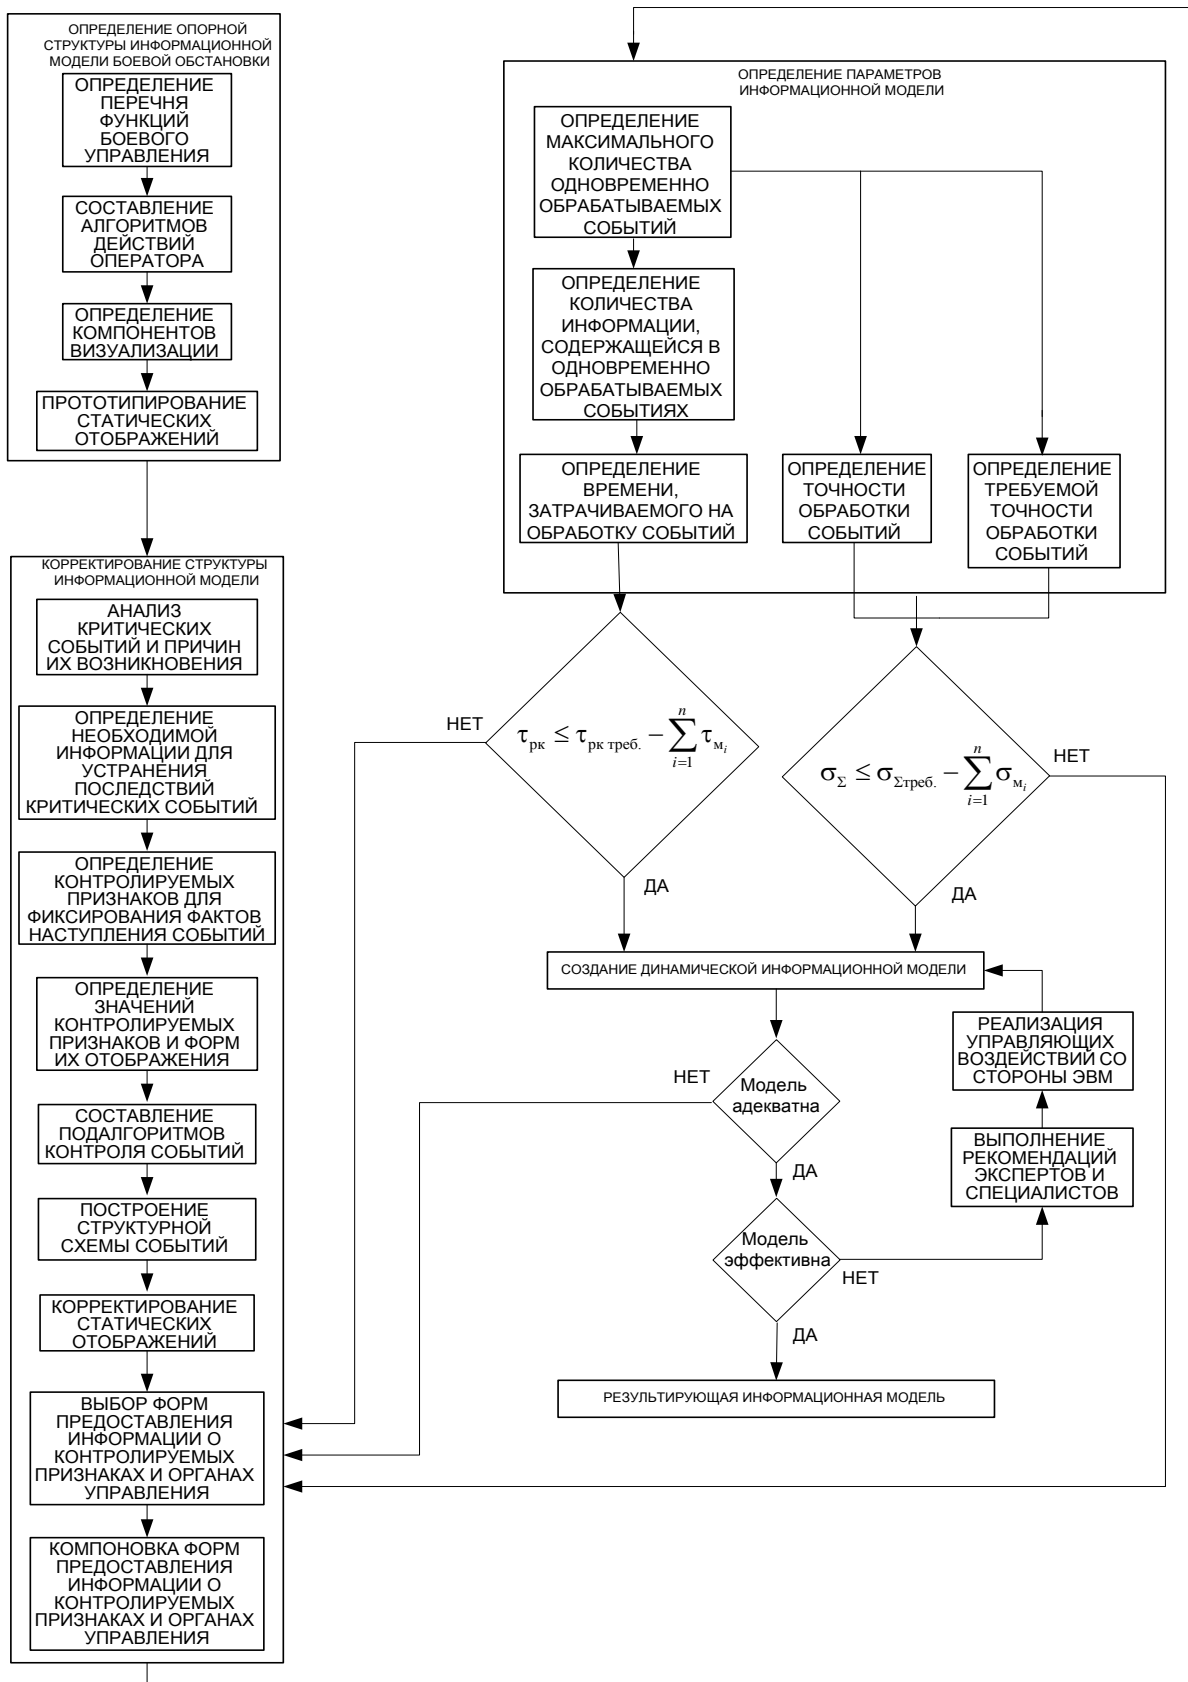 ОПРЕДЕЛЕНИЕ ОПОРНОЙ
СТРУКТУРЫ ИНФОРМАЦИОННОЙ
МОДЕЛИ БОЕВОЙ ОБСТАНОВКИ
ОПРЕДЕЛЕНИЕ
ПЕРЕЧНЯ
ФУНКЦИЙ
БОЕВОГО
УПРАВЛЕНИЯ
СОСТАВЛЕНИЕ
АЛГОРИТМОВ
ДЕЙСТВИЙ
ОПЕРАТОРА
ОПРЕДЕЛЕНИЕ
КОМПОНЕНТОВ
ВИЗУАЛИЗАЦИИ
ПРОТОТИПИРОВАНИЕ
СТАТИЧЕСКИХ
ОТОБРАЖЕНИЙ
КОРРЕКТИРОВАНИЕ СТРУКТУРЫ
ИНФОРМАЦИОННОЙ МОДЕЛИ
АНАЛИЗ
КРИТИЧЕСКИХ
СОБЫТИЙ И ПРИЧИН
ИХ ВОЗНИКНОВЕНИЯ
ОПРЕДЕЛЕНИЕ
НЕОБХОДИМОЙ
ИНФОРМАЦИИ ДЛЯ
УСТРАНЕНИЯ
ПОСЛЕДСТВИЙ
КРИТИЧЕСКИХ СОБЫТИЙ
ОПРЕДЕЛЕНИЕ
КОНТРОЛИРУЕМЫХ
ПРИЗНАКОВ ДЛЯ
ФИКСИРОВАНИЯ ФАКТОВ
НАСТУПЛЕНИЯ СОБЫТИЙ
ОПРЕДЕЛЕНИЕ
ЗНАЧЕНИЙ
КОНТРОЛИРУЕМЫХ
ПРИЗНАКОВ И ФОРМ
ИХ ОТОБРАЖЕНИЯ
СОСТАВЛЕНИЕ
ПОДАЛГОРИТМОВ
КОНТРОЛЯ СОБЫТИЙ
ПОСТРОЕНИЕ
СТРУКТУРНОЙ
СХЕМЫ СОБЫТИЙ
КОРРЕКТИРОВАНИЕ
СТАТИЧЕСКИХ
ОТОБРАЖЕНИЙ
ВЫБОР ФОРМ
ПРЕДОСТАВЛЕНИЯ
ИНФОРМАЦИИ О
КОНТРОЛИРУЕМЫХ
ПРИЗНАКАХ И ОРГАНАХ
УПРАВЛЕНИЯ
КОМПОНОВКА ФОРМ
ПРЕДОСТАВЛЕНИЯ
ИНФОРМАЦИИ О
КОНТРОЛИРУЕМЫХ
ПРИЗНАКАХ И ОРГАНАХ
УПРАВЛЕНИЯ
ОПРЕДЕЛЕНИЕ ПАРАМЕТРОВ
ИНФОРМАЦИОННОЙ МОДЕЛИ
ОПРЕДЕЛЕНИЕ
МАКСИМАЛЬНОГО
КОЛИЧЕСТВА
ОДНОВРЕМЕННО
ОБРАБАТЫВАЕМЫХ
СОБЫТИЙ
ОПРЕДЕЛЕНИЕ
КОЛИЧЕСТВА
ИНФОРМАЦИИ,
СОДЕРЖАЩЕЙСЯ В
ОДНОВРЕМЕННО
ОБРАБАТЫВАЕМЫХ
СОБЫТИЯХ
ОПРЕДЕЛЕНИЕ
ВРЕМЕНИ,
ЗАТРАЧИВАЕМОГО НА
ОБРАБОТКУ СОБЫТИЙ
ОПРЕДЕЛЕНИЕ
ТОЧНОСТИ
ОБРАБОТКИ
СОБЫТИЙ
ОПРЕДЕЛЕНИЕ
ТРЕБУЕМОЙ
ТОЧНОСТИ
ОБРАБОТКИ
СОБЫТИЙ
НЕТ
τрк ≤ τрк треб. − ∑ⁿᵢ₌₁ τмᵢ
ДА
σΣ ≤ σΣтреб. − ∑ⁿᵢ₌₁ σмᵢ
НЕТ
ДА
СОЗДАНИЕ ДИНАМИЧЕСКОЙ ИНФОРМАЦИОННОЙ МОДЕЛИ
РЕАЛИЗАЦИЯ
УПРАВЛЯЮЩИХ
ВОЗДЕЙСТВИЙ СО
СТОРОНЫ ЭВМ
НЕТ
Модель
адекватна
ДА
ВЫПОЛНЕНИЕ
РЕКОМЕНДАЦИЙ
ЭКСПЕРТОВ И
СПЕЦИАЛИСТОВ
Модель
эффективна
НЕТ
ДА
РЕЗУЛЬТИРУЮЩАЯ ИНФОРМАЦИОННАЯ МОДЕЛЬ